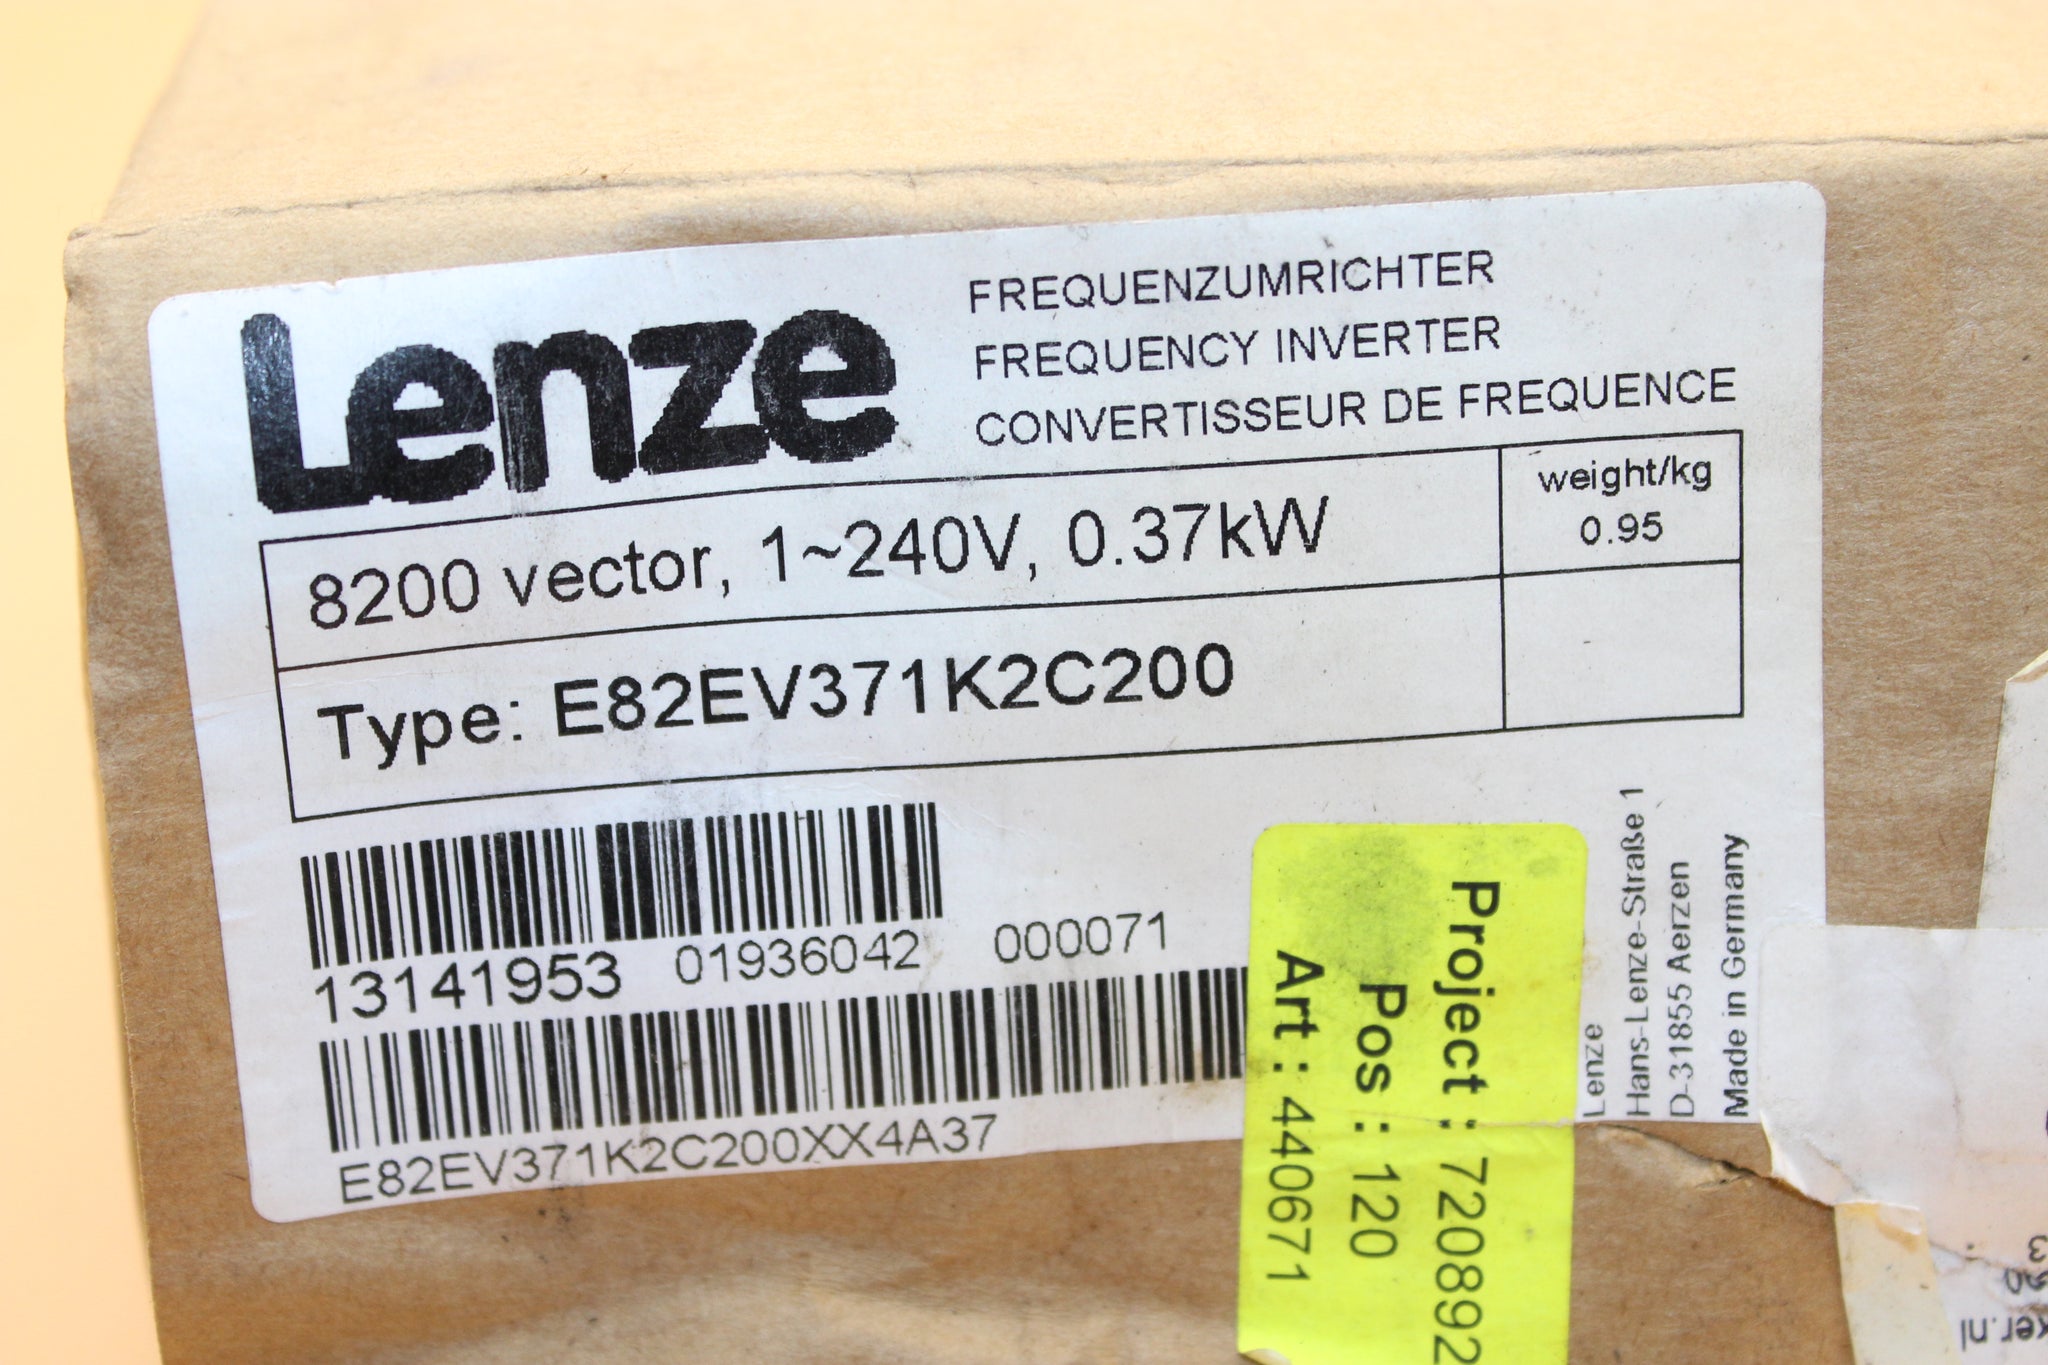 Lenze
FREQUENZUMRICHTER
FREQUENCY INVERTER
CONVERTISSEUR DE FREQUENCE
8200 vector, 1~240V, 0.37kW
weight/kg
0.95
Type: E82EV371K2C200
13141953 01936042 000071
E82EV371K2C200XX4A37
Project : 720892
Pos : 120
Art : 440671
Lenze
Hans-Lenze-Straße 1
D-31855 Aerzen
Made in Germany
ker.nl